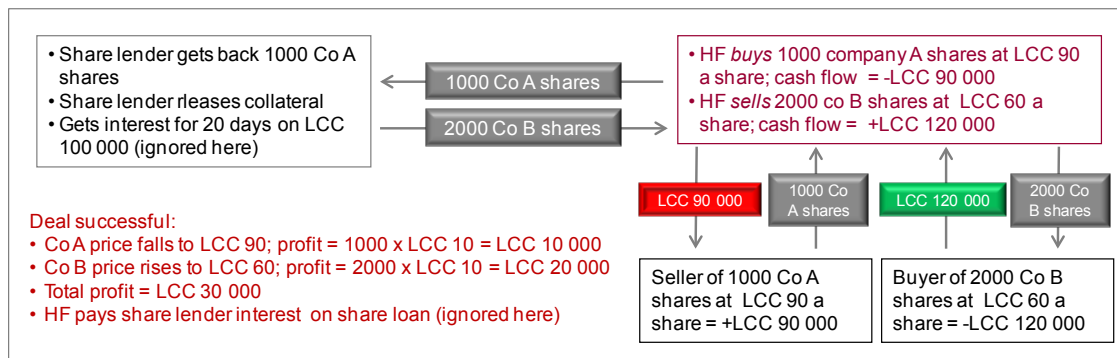 • Share lender gets back 1000 Co A
shares
• Share lender rleases collateral
• Gets interest for 20 days on LCC
100 000 (ignored here)
1000 Co A shares
2000 Co B shares
• HF buys 1000 company A shares at LCC 90
a share; cash flow = -LCC 90 000
• HF sells 2000 co B shares at LCC 60 a
share; cash flow = +LCC 120 000
LCC 90 000
1000 Co
A shares
LCC 120 000
2000 Co
B shares
Deal successful:
• Co A price falls to LCC 90; profit = 1000 x LCC 10 = LCC 10 000
• Co B price rises to LCC 60; profit = 2000 x LCC 10 = LCC 20 000
• Total profit = LCC 30 000
• HF pays share lender interest on share loan (ignored here)
Seller of 1000 Co A
shares at LCC 90 a
share = +LCC 90 000
Buyer of 2000 Co B
shares at LCC 60 a
share = -LCC 120 000